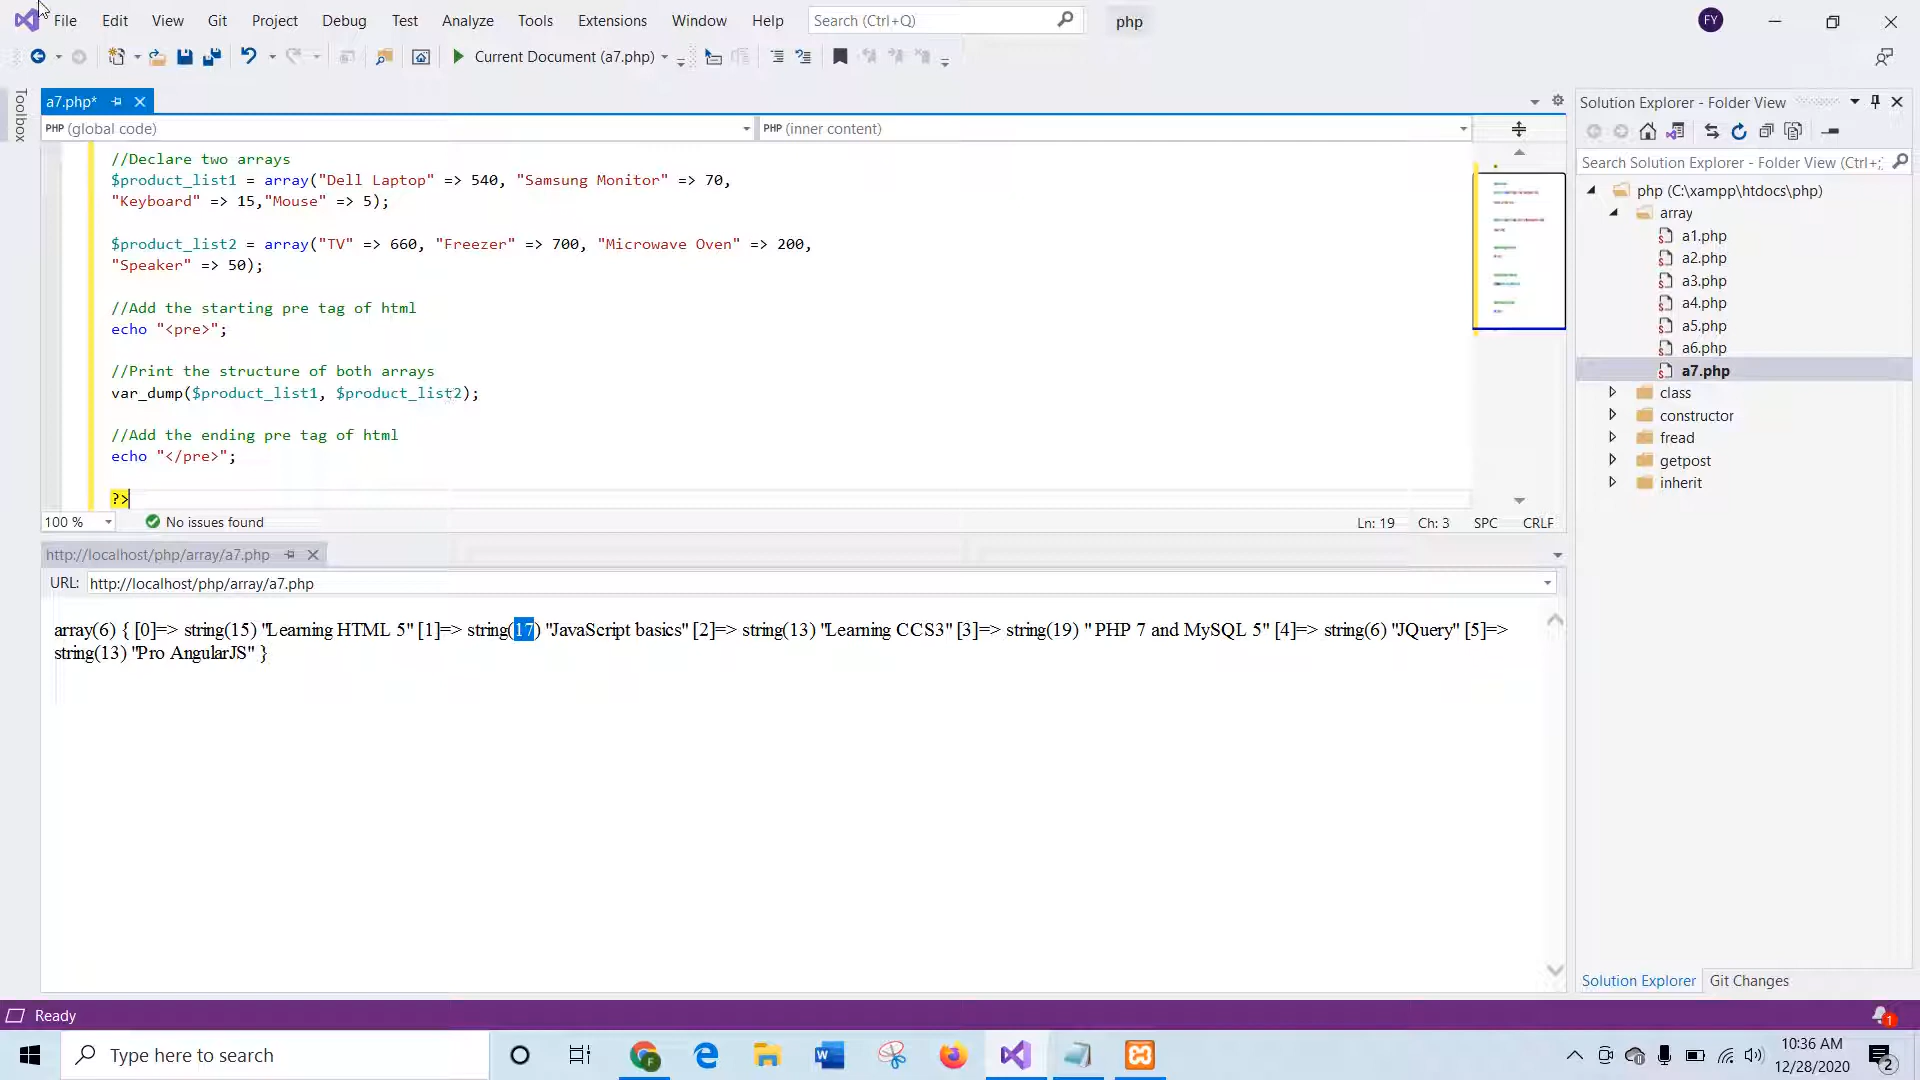 File Edit View Git Project Debug Test Analyze Tools Extensions Window Help Search (Ctrl+Q) php FY
Current Document (a7.php)
Toolbox
a7.php*
PHP (global code) PHP (inner content)
//Declare two arrays
$product_list1 = array("Dell Laptop" => 540, "Samsung Monitor" => 70,
"Keyboard" => 15,"Mouse" => 5);
$product_list2 = array("TV" => 660, "Freezer" => 700, "Microwave Oven" => 200,
"Speaker" => 50);
//Add the starting pre tag of html
echo "<pre>";
//Print the structure of both arrays
var_dump($product_list1, $product_list2);
//Add the ending pre tag of html
echo "</pre>";
?>
100 % No issues found Ln: 19 Ch: 3 SPC CRLF
http://localhost/php/array/a7.php
URL: http://localhost/php/array/a7.php
array(6) { [0]=> string(15) "Learning HTML 5" [1]=> string(17) "JavaScript basics" [2]=> string(13) "Learning CCS3" [3]=> string(19) " PHP 7 and MySQL 5" [4]=> string(6) "JQuery" [5]=>
string(13) "Pro AngularJS" }
Solution Explorer - Folder View
Search Solution Explorer - Folder View (Ctrl+;
php (C:\xampp\htdocs\php)
array
a1.php
a2.php
a3.php
a4.php
a5.php
a6.php
a7.php
class
constructor
fread
getpost
inherit
Solution Explorer Git Changes
Ready 1
Type here to search
10:36 AM
12/28/2020
2